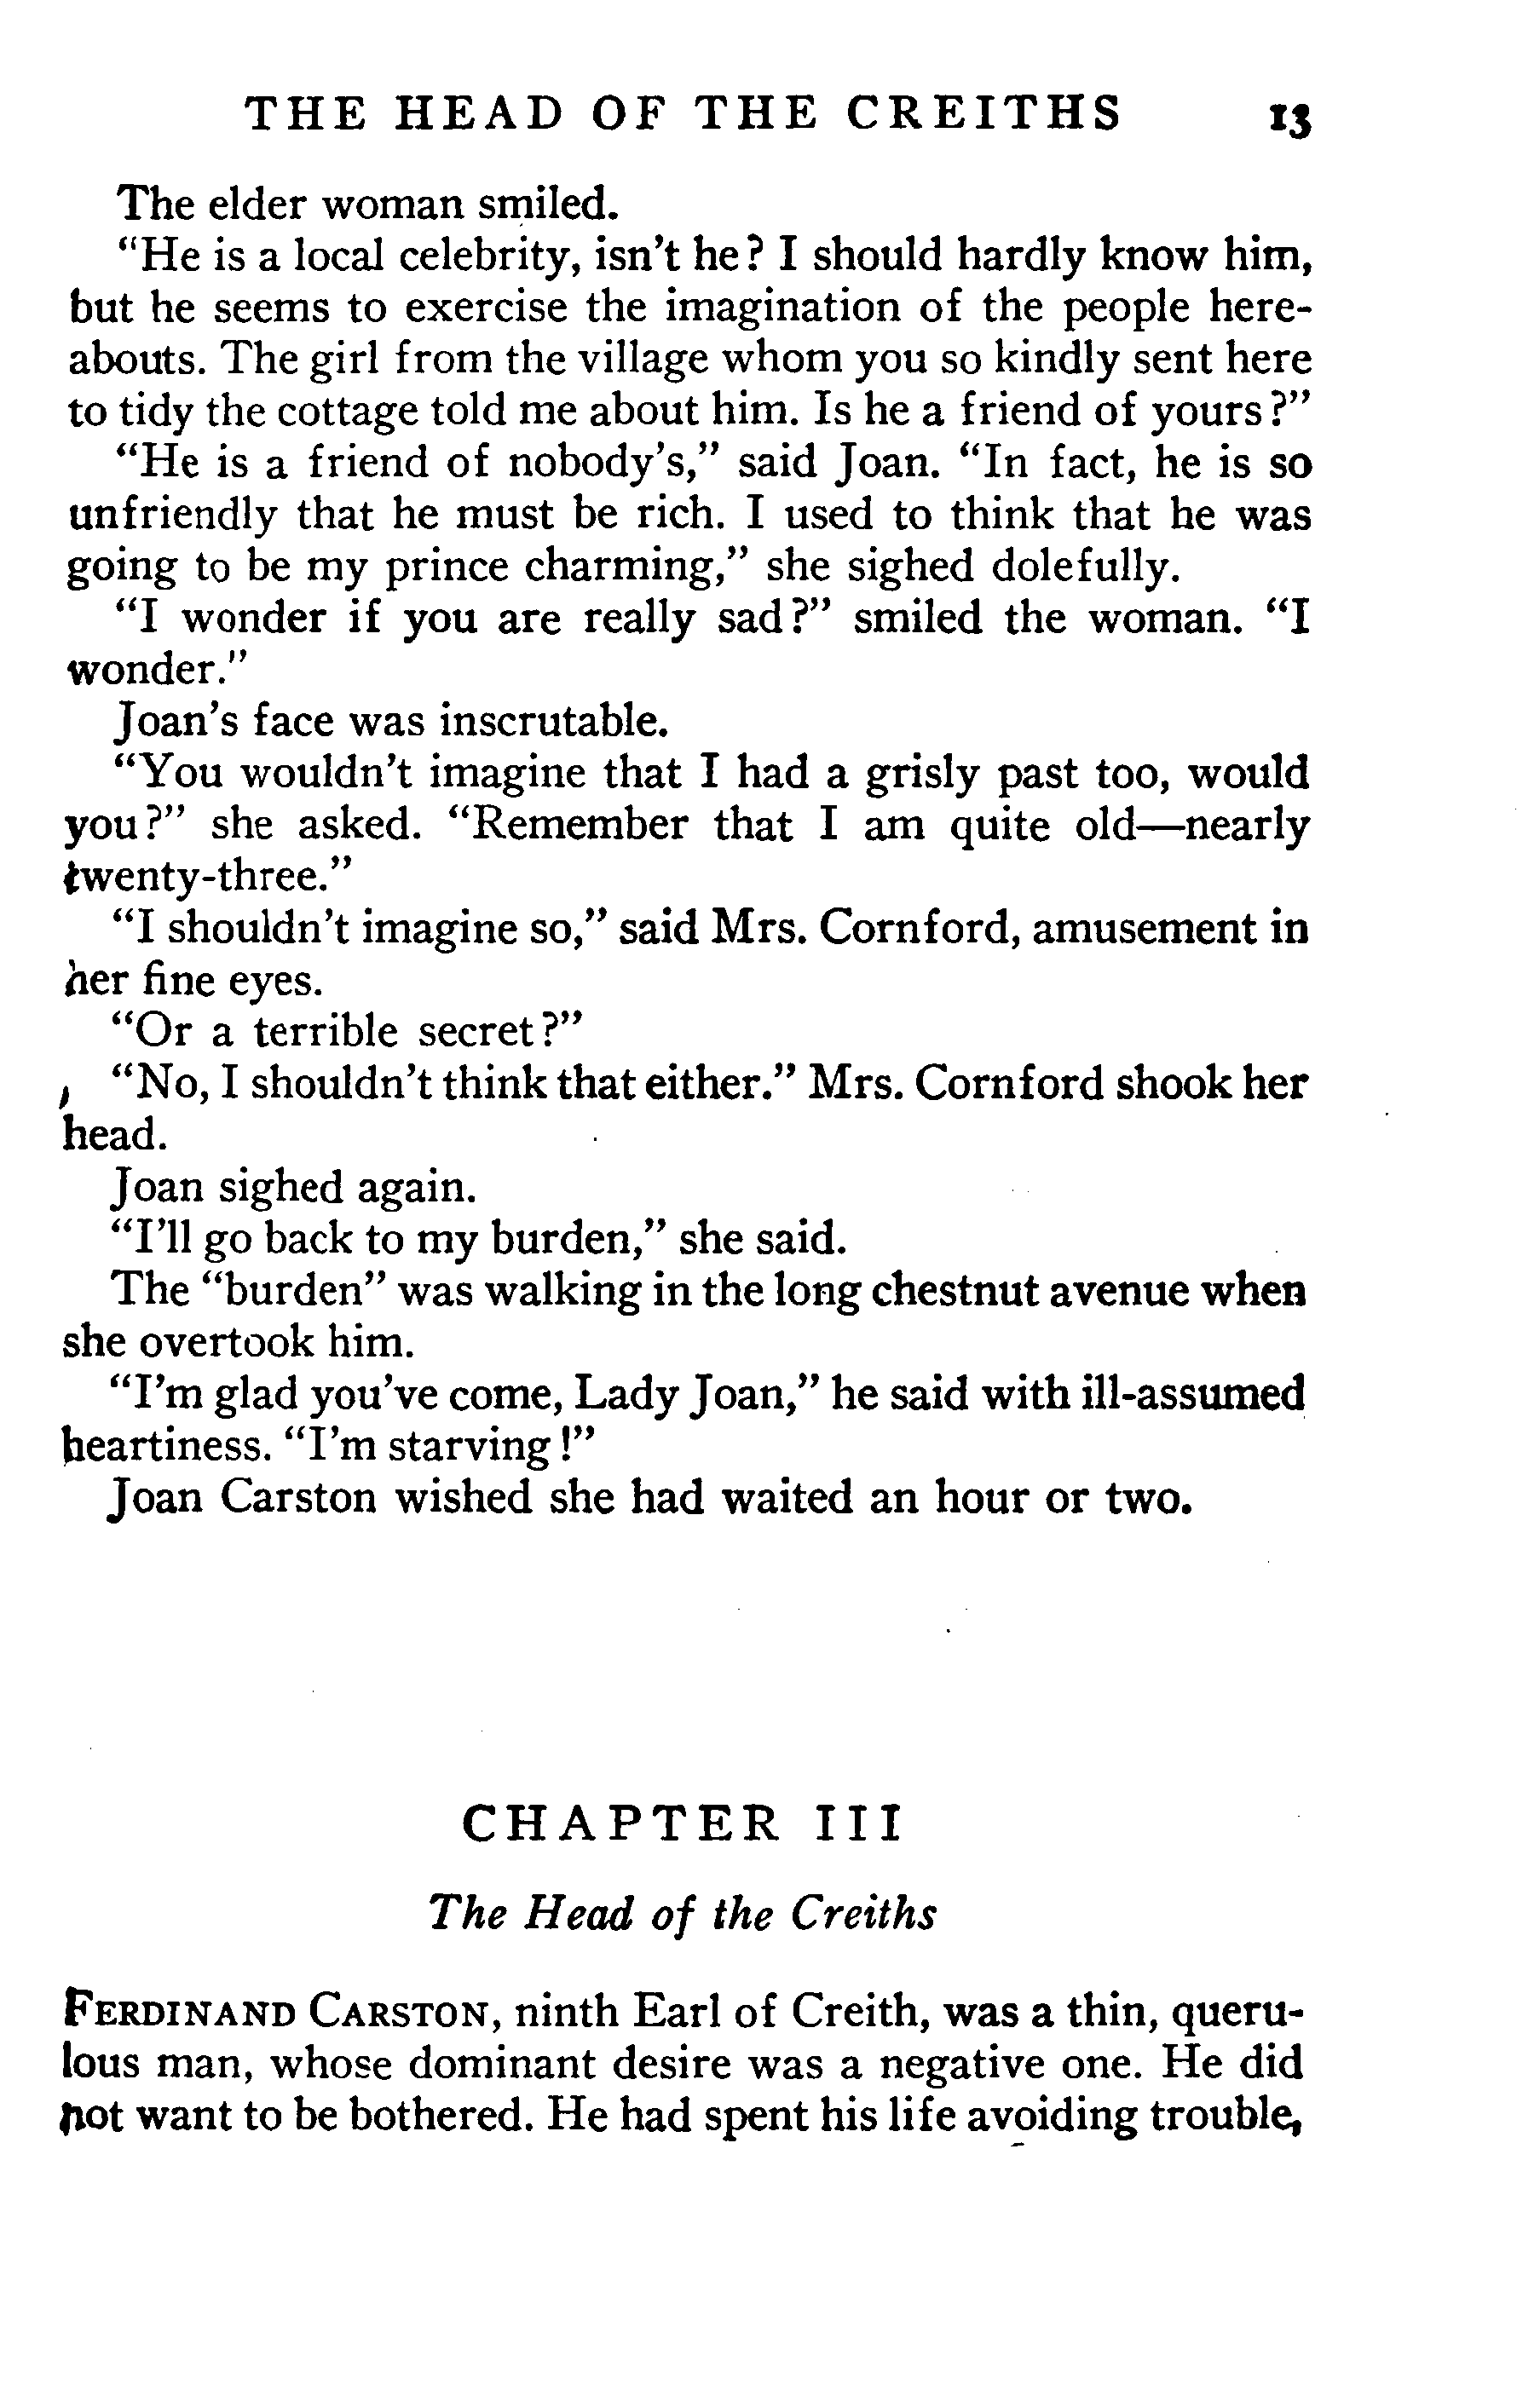 THE HEAD OF THE CREITHS 13
The elder woman smiled.
“He is a local celebrity, isn’t he? I should hardly know him,
but he seems to exercise the imagination of the people here-
abouts. The girl from the village whom you so kindly sent here
to tidy the cottage told me about him. Is he a friend of yours?”
“He is a friend of nobody’s,” said Joan. “In fact, he is so
unfriendly that he must be rich. I used to think that he was
going to be my prince charming,” she sighed dolefully.
“I wonder if you are really sad?” smiled the woman. “I
wonder.”
Joan’s face was inscrutable.
“You wouldn’t imagine that I had a grisly past too, would
you?” she asked. “Remember that I am quite old—nearly
twenty-three.”
“I shouldn’t imagine so,” said Mrs. Cornford, amusement in
her fine eyes.
“Or a terrible secret?”
“No, I shouldn’t think that either.” Mrs. Cornford shook her
head.
Joan sighed again.
“I’ll go back to my burden,” she said.
The “burden” was walking in the long chestnut avenue when
she overtook him.
“I’m glad you’ve come, Lady Joan,” he said with ill-assumed
heartiness. “I’m starving!”
Joan Carston wished she had waited an hour or two.
CHAPTER III
The Head of the Creiths
FERDINAND CARSTON, ninth Earl of Creith, was a thin, queru-
lous man, whose dominant desire was a negative one. He did
not want to be bothered. He had spent his life avoiding trouble,